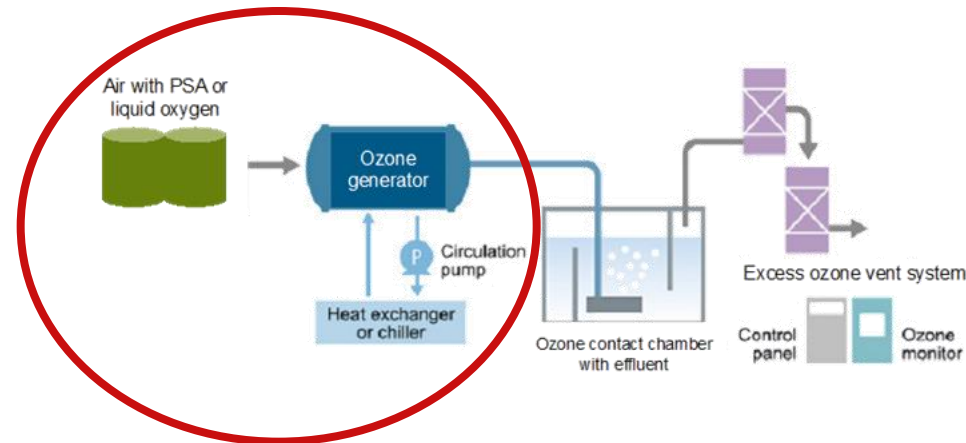 Air with PSA or
liquid oxygen
Ozone
generator
P
Circulation
pump
Heat exchanger
or chiller
Ozone contact chamber
with effluent
Excess ozone vent system
Control
panel
Ozone
monitor